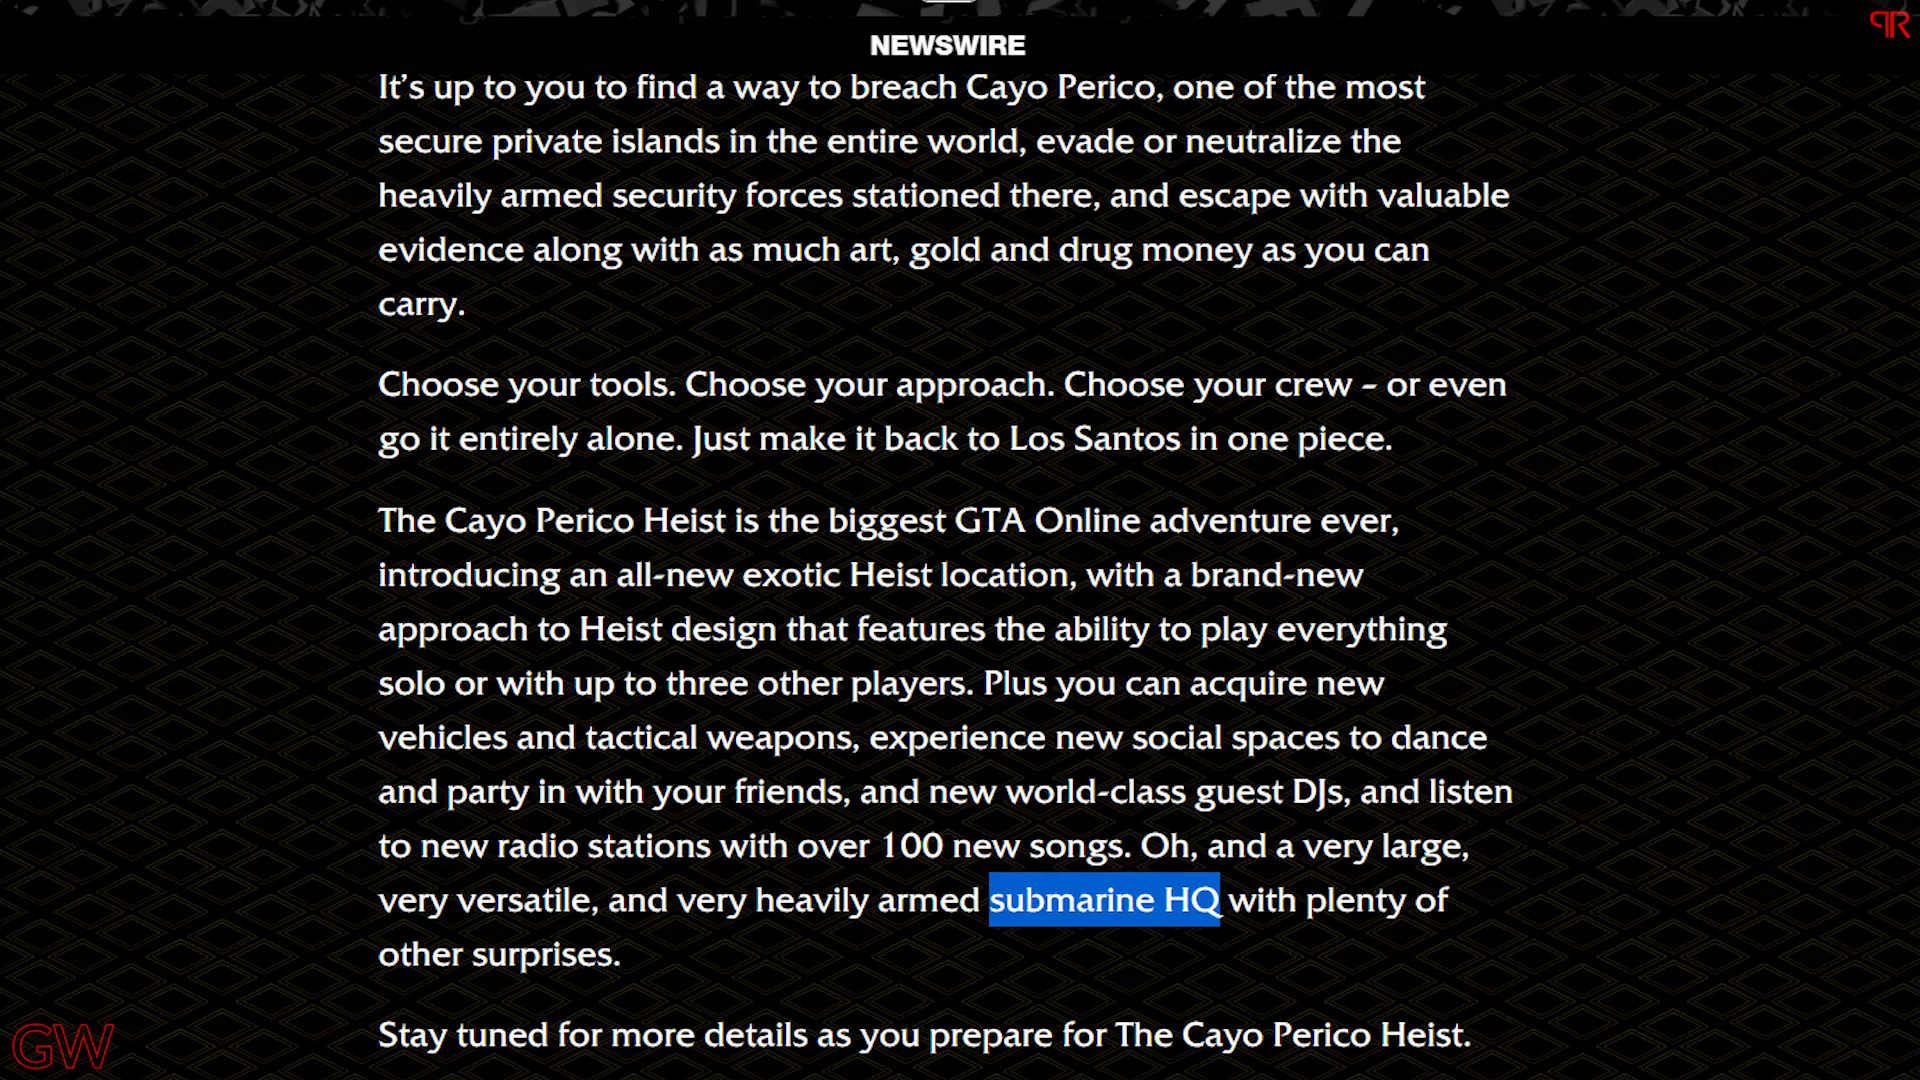 NEWSWIRE
It’s up to you to find a way to breach Cayo Perico, one of the most
secure private islands in the entire world, evade or neutralize the
heavily armed security forces stationed there, and escape with valuable
evidence along with as much art, gold and drug money as you can
carry.
Choose your tools. Choose your approach. Choose your crew – or even
go it entirely alone. Just make it back to Los Santos in one piece.
The Cayo Perico Heist is the biggest GTA Online adventure ever,
introducing an all-new exotic Heist location, with a brand-new
approach to Heist design that features the ability to play everything
solo or with up to three other players. Plus you can acquire new
vehicles and tactical weapons, experience new social spaces to dance
and party in with your friends, and new world-class guest DJs, and listen
to new radio stations with over 100 new songs. Oh, and a very large,
very versatile, and very heavily armed submarine HQ with plenty of
other surprises.
Stay tuned for more details as you prepare for The Cayo Perico Heist.
GW